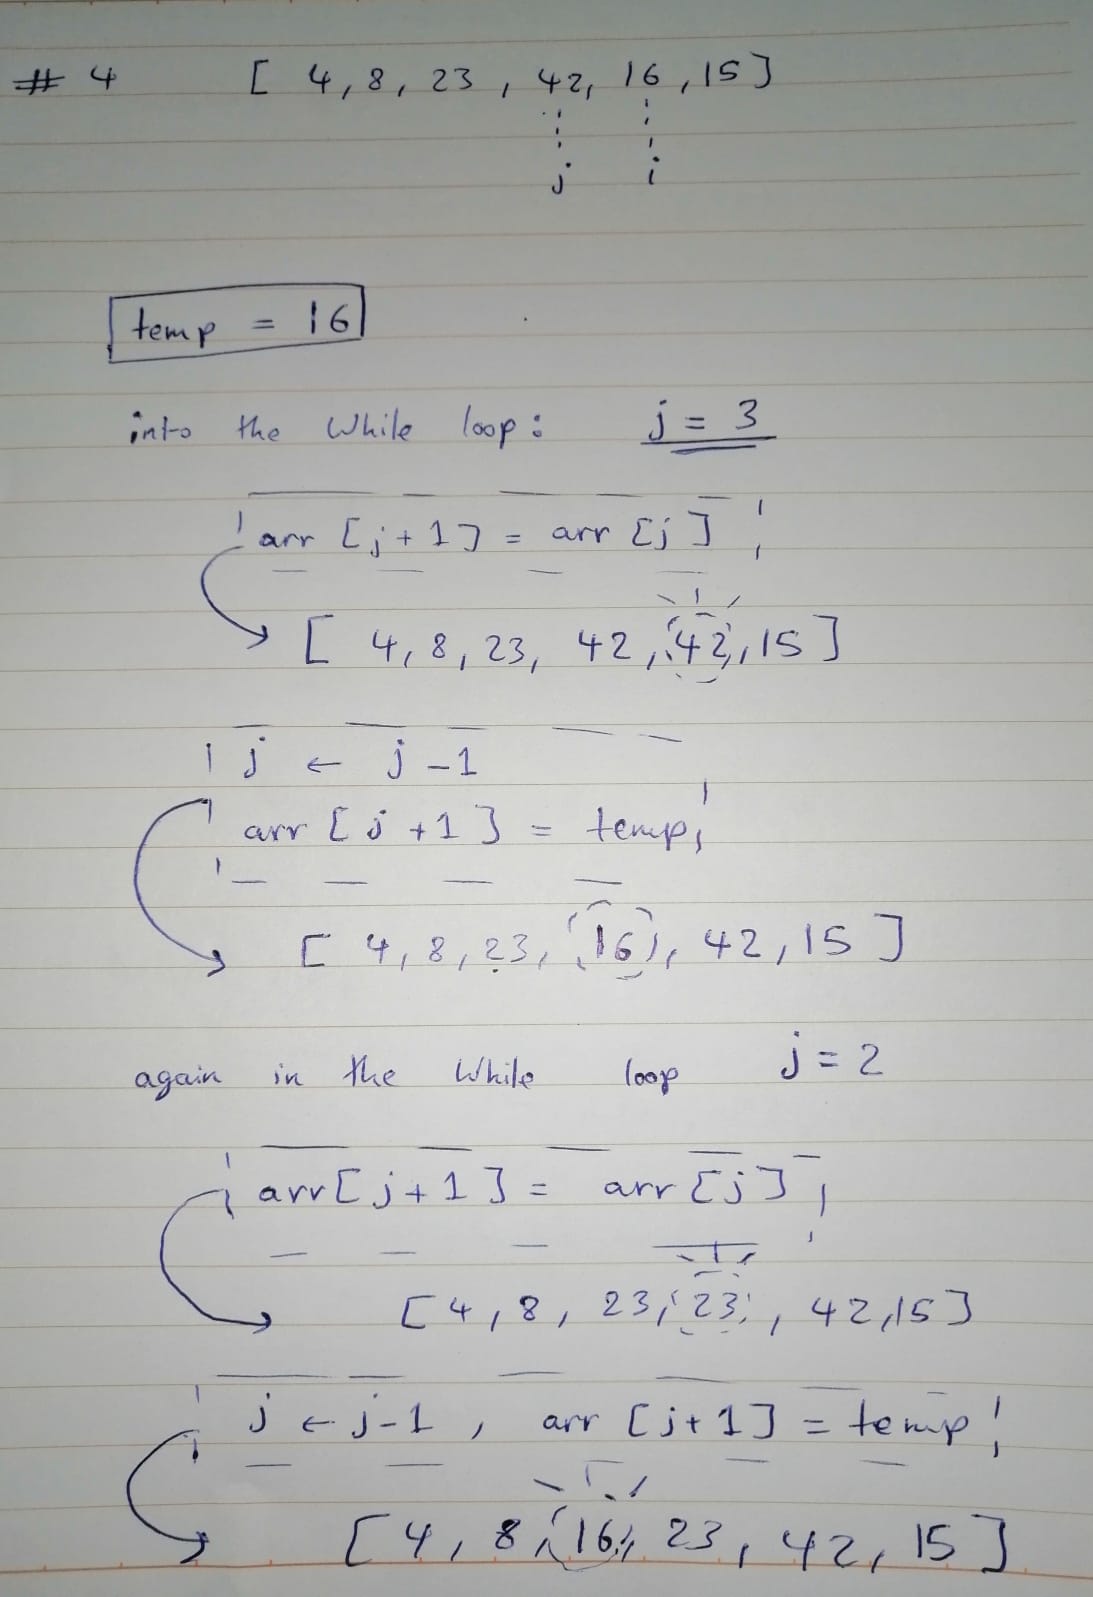 # 4 [ 4, 8, 23, 42, 16, 15]
j i
temp = 16
into the While loop: j = 3
arr [j+1] = arr [j]
[ 4, 8, 23, 42, 42, 15]
j ← j-1
arr [j+1] = temp
[ 4, 8, 23, 16, 42, 15]
again in the While loop j = 2
arr[j+1] = arr [j]
[4, 8, 23, 23, 42, 15]
j ← j-1, arr [j+1] = temp
[4, 8, 16, 23, 42, 15]